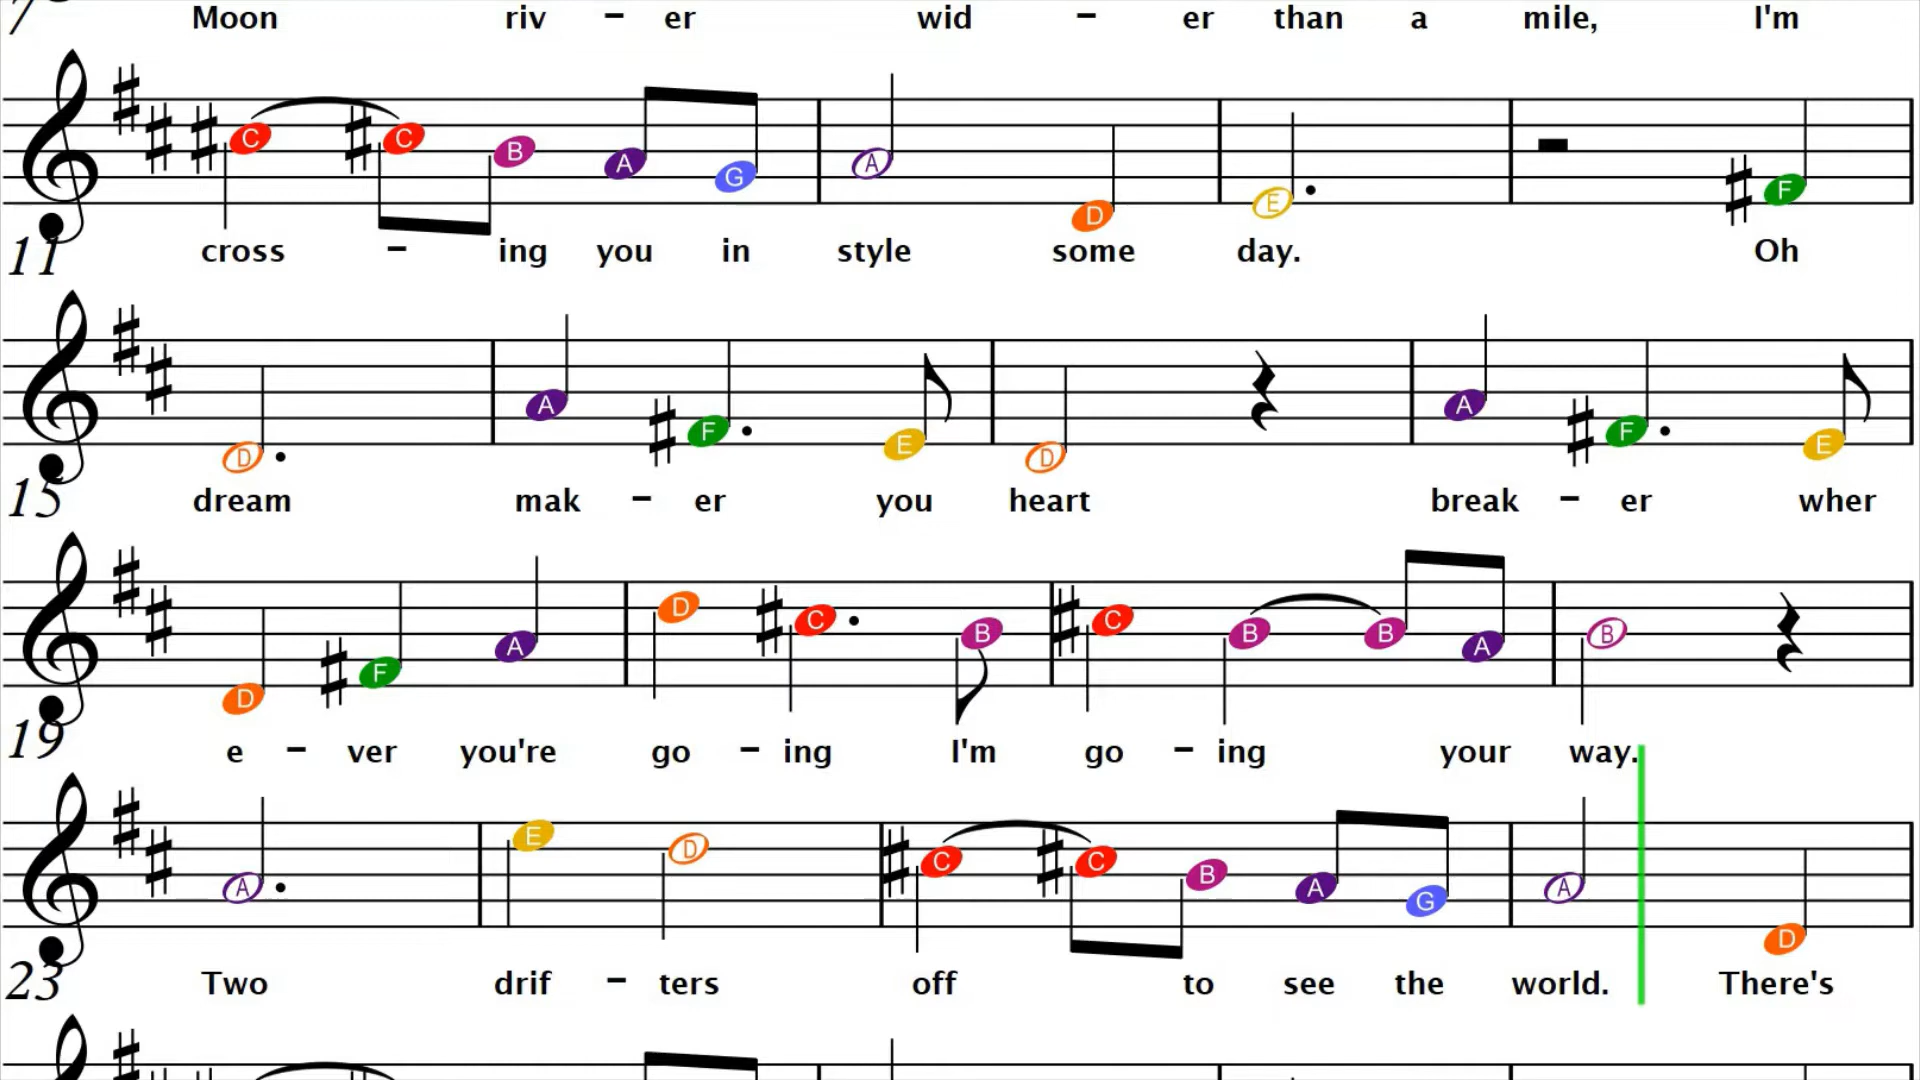 7
Moon riv - er wid - er than a mile, I'm
C C B A G A D E F
11
cross - ing you in style some day. Oh
D A F E D A F E
15
dream mak - er you heart break - er wher
D F A D C B C B B A B
19
e - ver you're go - ing I'm go - ing your way.
A E D C C B A G A D
23
Two drif - ters off to see the world. There's